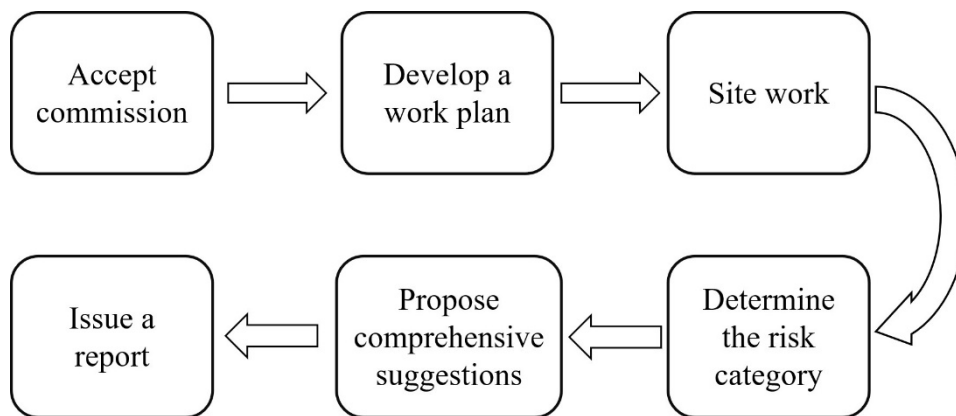 Accept
commission
Develop a
work plan
Site work
Determine
the risk
category
Propose
comprehensive
suggestions
Issue a
report